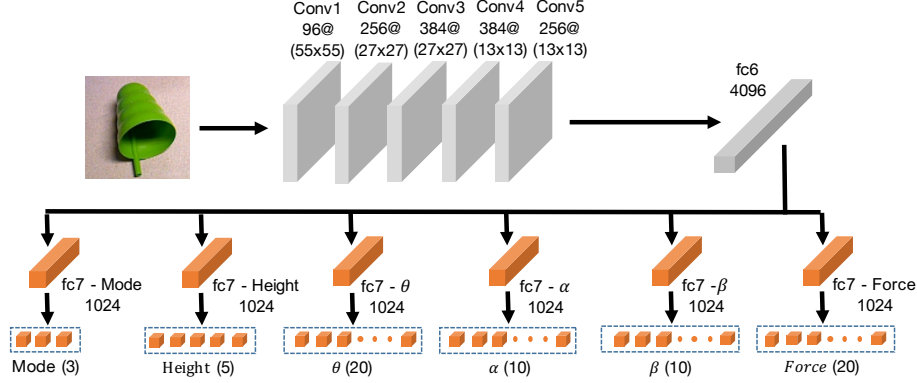 Conv1 Conv2 Conv3 Conv4 Conv5
96@ 256@ 384@ 384@ 256@
(55x55) (27x27) (27x27) (13x13) (13x13)
fc6
4096
fc7 - Mode
1024
fc7 - Height
1024
fc7 - θ
1024
fc7 - α
1024
fc7 -β
1024
fc7 - Force
1024
Mode (3)
Height (5)
θ (20)
α (10)
β (10)
Force (20)